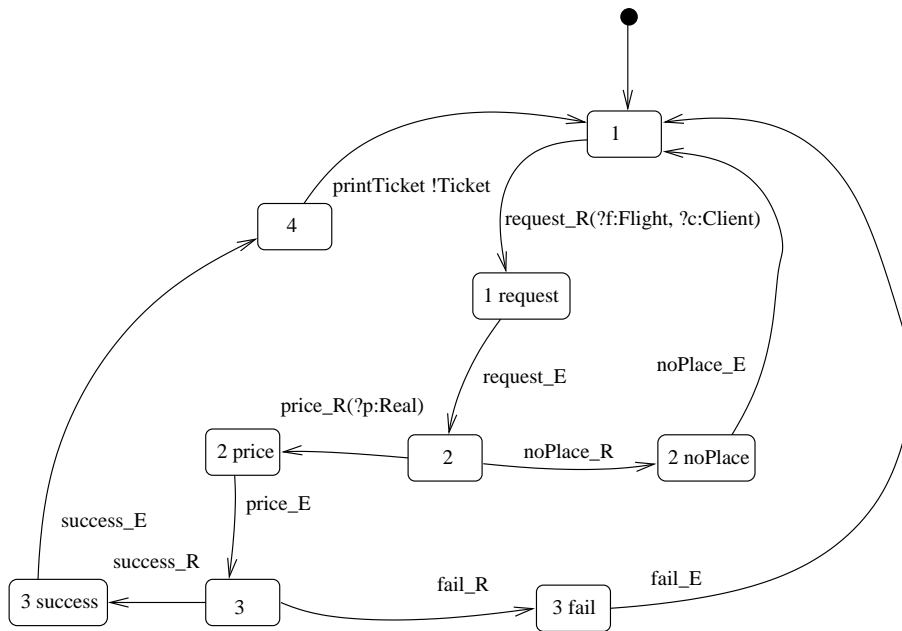 1
printTicket !Ticket
4
request_R(?f:Flight, ?c:Client)
1 request
noPlace_E
request_E
price_R(?p:Real)
2 price
2
noPlace_R
2 noPlace
price_E
success_E
success_R
3 success
3
fail_R
3 fail
fail_E